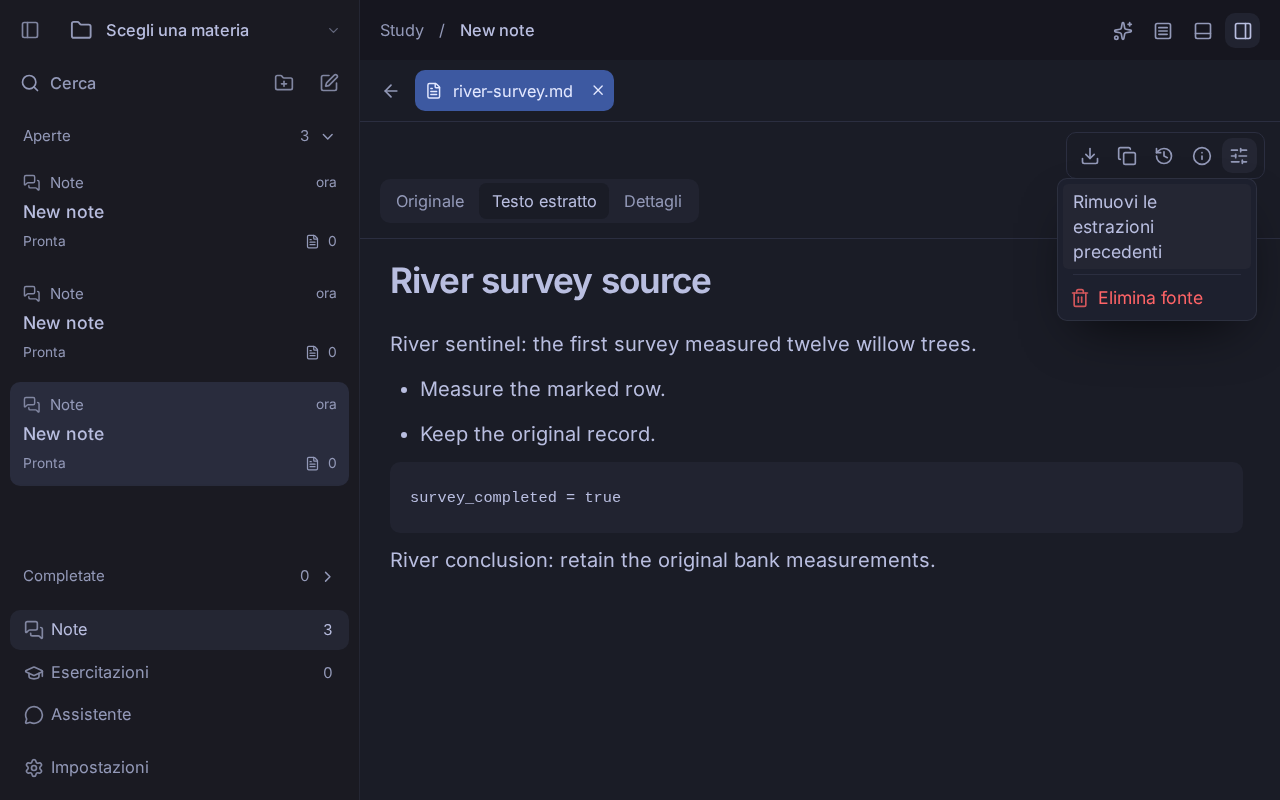 Scegli una materia
Study / New note
Cerca
river-survey.md
Aperte 3
Note ora
New note
Pronta 0
Note ora
New note
Pronta 0
Note ora
New note
Pronta 0
Completate 0
Note 3
Esercitazioni 0
Assistente
Impostazioni
Originale Testo estratto Dettagli
Rimuovi le
estrazioni
precedenti
Elimina fonte
River survey source
River sentinel: the first survey measured twelve willow trees.
• Measure the marked row.
• Keep the original record.
survey_completed = true
River conclusion: retain the original bank measurements.